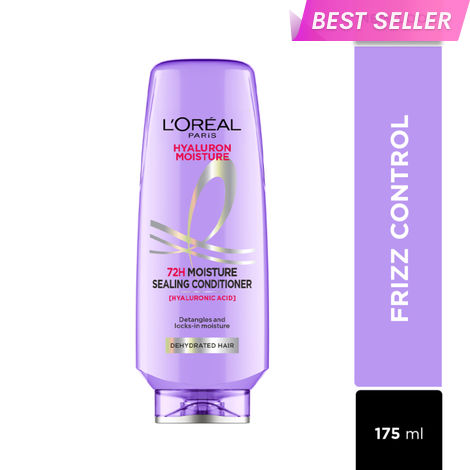 BEST SELLER
L'ORÉAL
PARIS
HYALURON
MOISTURE
72H MOISTURE
SEALING CONDITIONER
[HYALURONIC ACID]
Detangles and
locks-in moisture
DEHYDRATED HAIR
FRIZZ CONTROL
175 ml